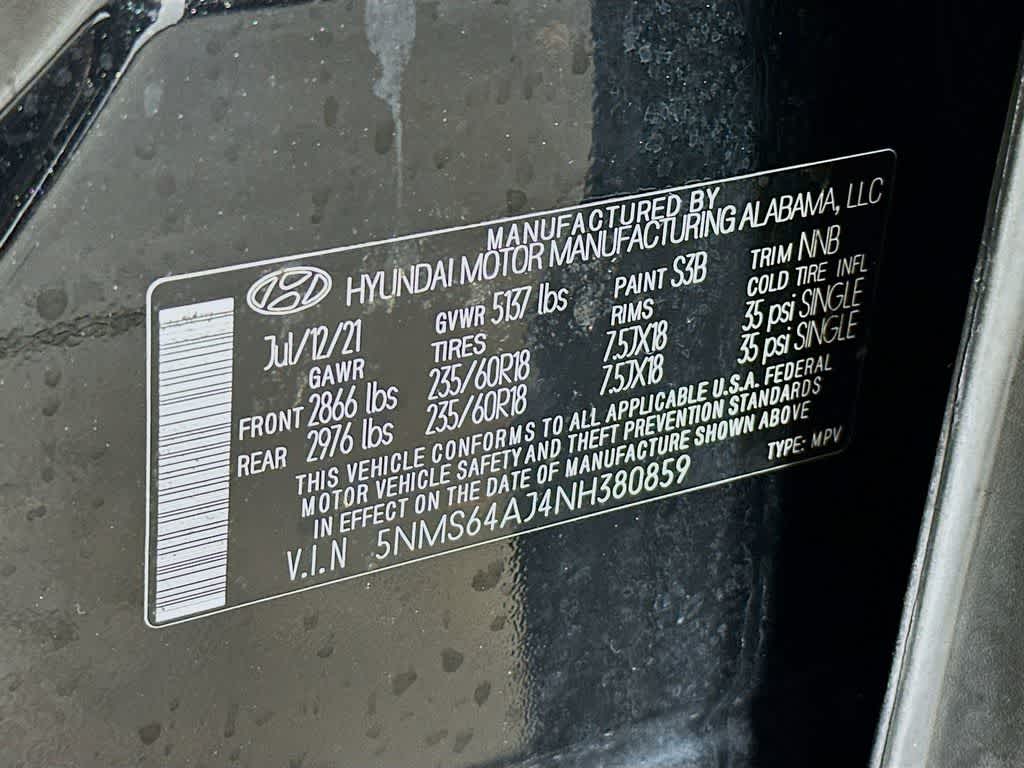 MANUFACTURED BY
HYUNDAI MOTOR MANUFACTURING ALABAMA, LLC
Jul/12/21 GVWR 5137 lbs PAINT S3B TRIM NNB
GAWR TIRES RIMS COLD TIRE INFL
FRONT 2866 lbs 235/60R18 7.5JX18 35 psi SINGLE
REAR 2976 lbs 235/60R18 7.5JX18 35 psi SINGLE
THIS VEHICLE CONFORMS TO ALL APPLICABLE U.S.A. FEDERAL
MOTOR VEHICLE SAFETY AND THEFT PREVENTION STANDARDS
IN EFFECT ON THE DATE OF MANUFACTURE SHOWN ABOVE
V.I.N 5NMS64AJ4NH380859 TYPE: MPV